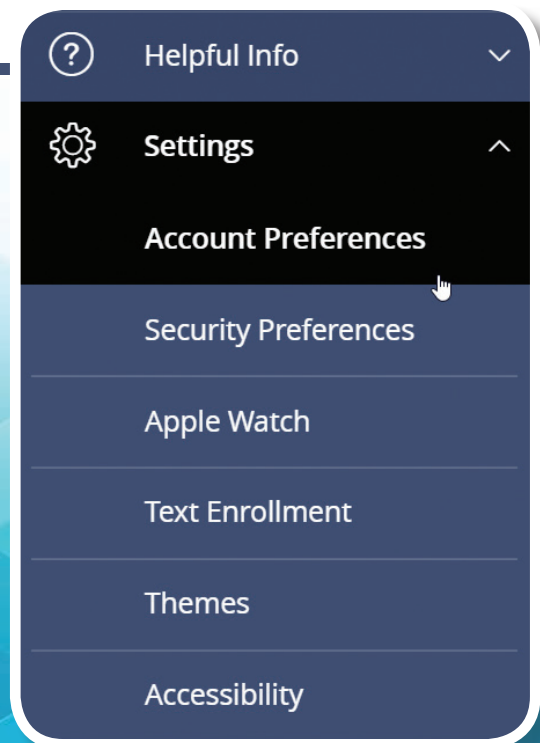 Helpful Info
Settings
Account Preferences
Security Preferences
Apple Watch
Text Enrollment
Themes
Accessibility